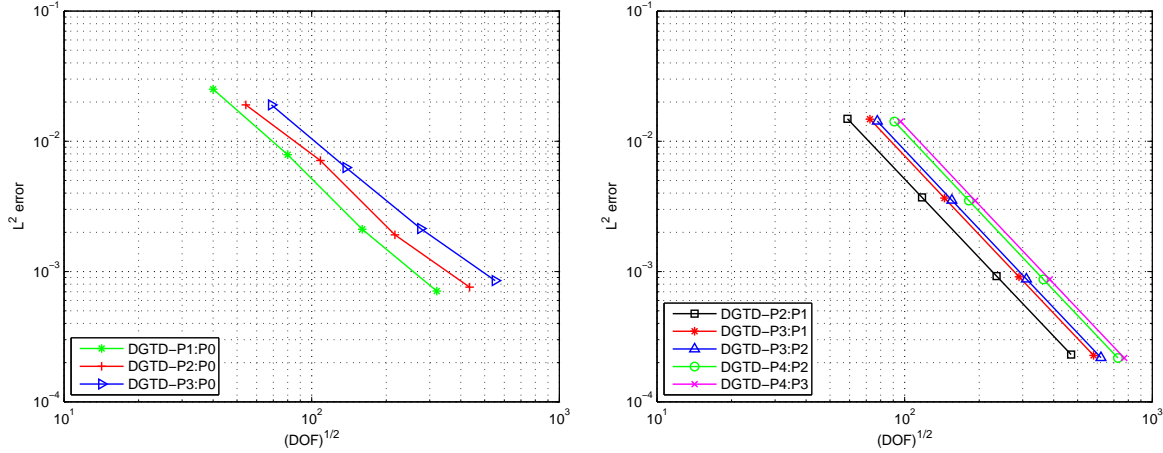 10^-1
10^-2
10^-3
10^-4
L^2 error
10^1
10^2
10^3
(DOF)^1/2
DGTD−P1:P0
DGTD−P2:P0
DGTD−P3:P0
10^-1
10^-2
10^-3
10^-4
L^2 error
10^1
10^2
10^3
(DOF)^1/2
DGTD−P2:P1
DGTD−P3:P1
DGTD−P3:P2
DGTD−P4:P2
DGTD−P4:P3